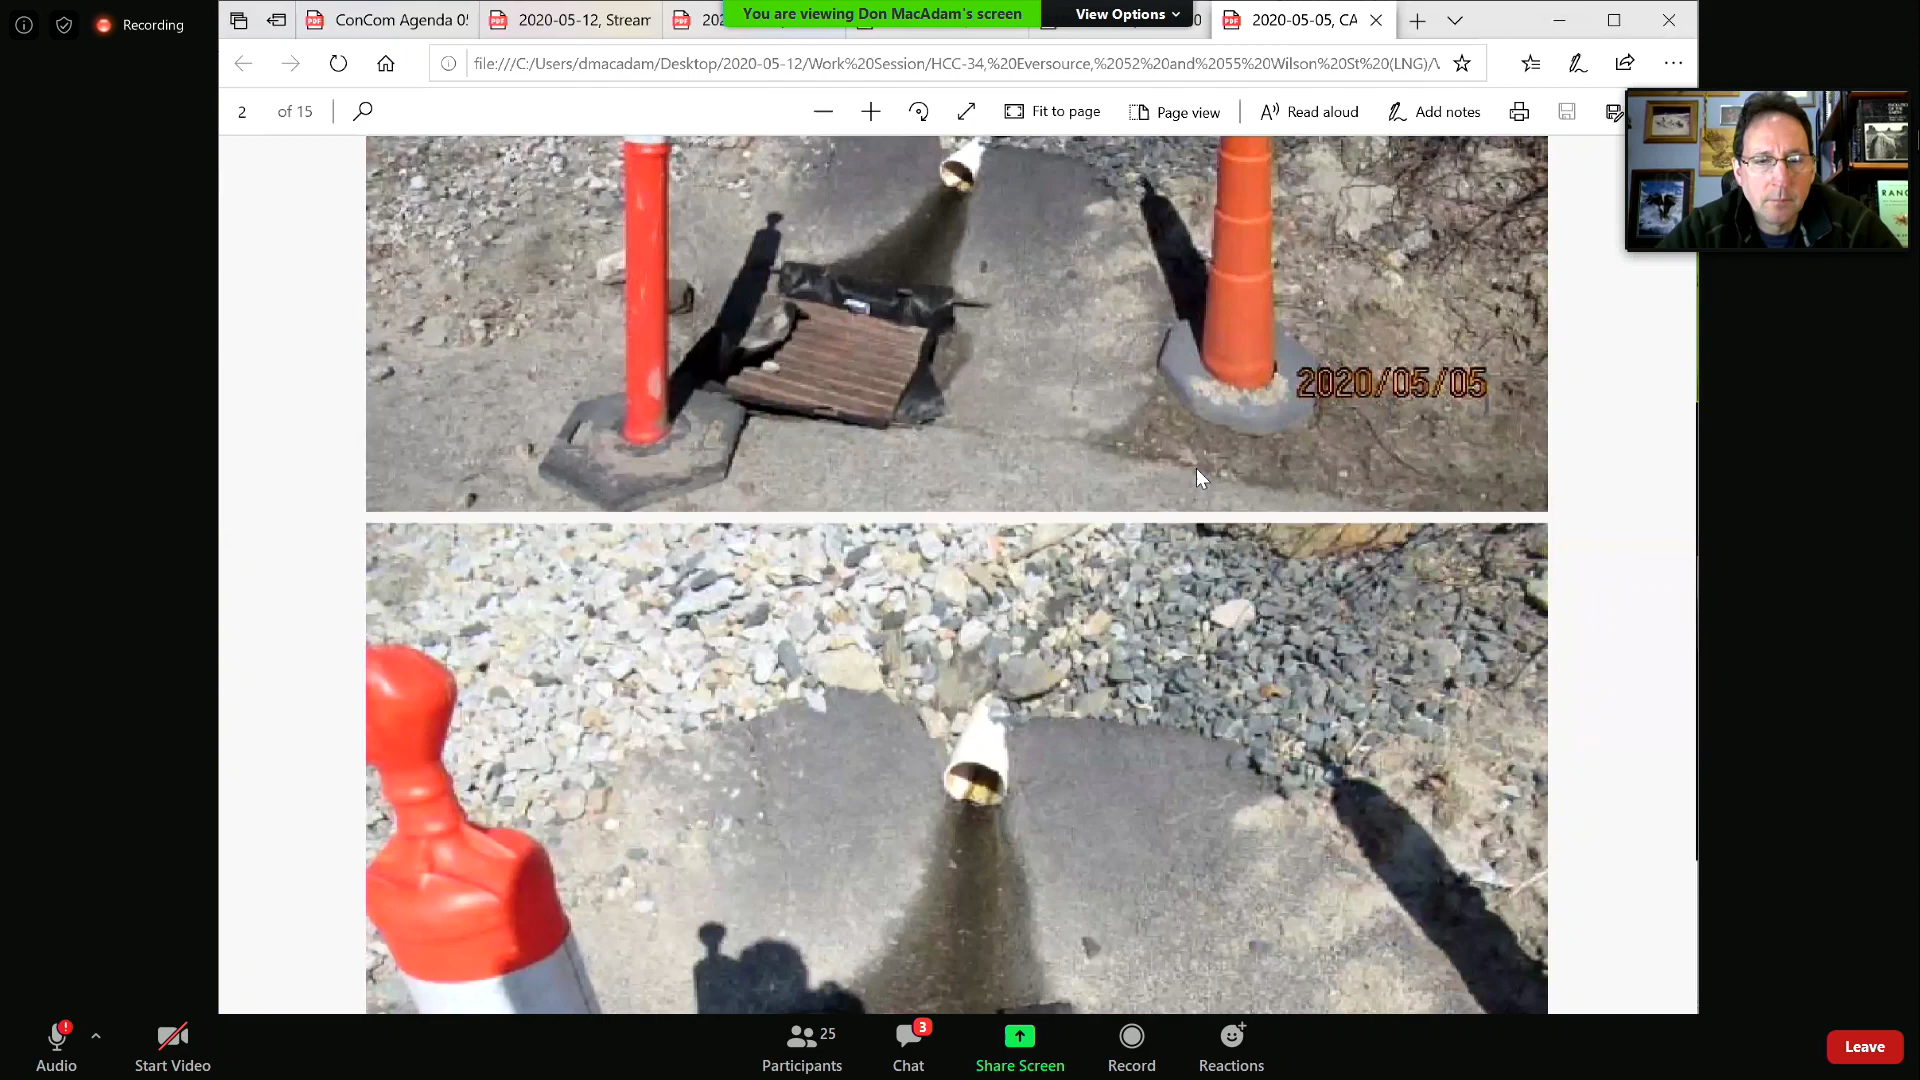 Recording
ConCom Agenda 05
2020-05-12, Stream
202
You are viewing Don MacAdam's screen
View Options
0
2020-05-05, CA
file:///C:/Users/dmacadam/Desktop/2020-05-12/Work%20Session/HCC-34,%20Eversource,%2052%20and%2055%20Wilson%20St%20(LNG)/V
2 of 15
Fit to page
Page view
Read aloud
Add notes
RANG
2020/05/05
Audio
Start Video
25
Participants
3
Chat
Share Screen
Record
Reactions
Leave